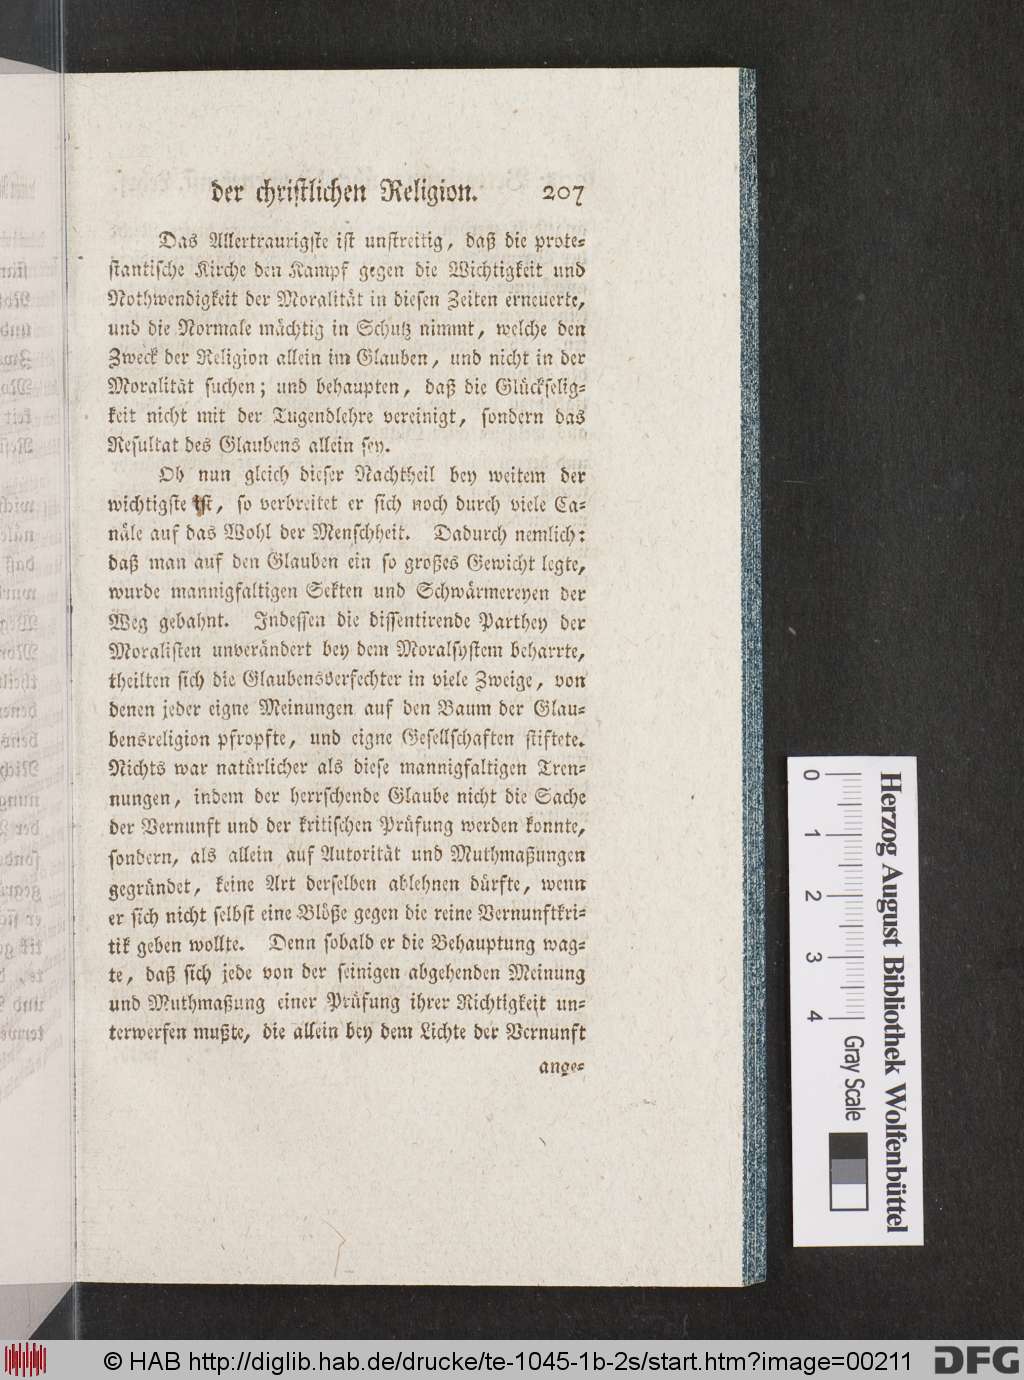 der christlichen Religion. 207
Das Allertraurigste ist unstreitig, daß die prote-
stantische Kirche den Kampf gegen die Wichtigkeit und
Nothwendigkeit der Moralität in diesen Zeiten erneuerte,
und die Normale mächtig in Schutz nimmt, welche den
Zweck der Religion allein im Glauben, und nicht in der
Moralität suchen; und behaupten, daß die Glückselig-
keit nicht mit der Tugendlehre vereinigt, sondern das
Resultat des Glaubens allein sey.
Ob nun gleich dieser Nachtheil bey weitem der
wichtigste ist, so verbreitet er sich noch durch viele Ca-
näle auf das Wohl der Menschheit. Dadurch nemlich:
daß man auf den Glauben ein so großes Gewicht legte,
wurde mannigfaltigen Sekten und Schwärmereyen der
Weg gebahnt. Indessen die dissentirende Parthey der
Moralisten unverändert bey dem Moralsystem beharrte,
theilten sich die Glaubensverfechter in viele Zweige, von
denen jeder eigne Meinungen auf den Baum der Glau-
bensreligion pfropfte, und eigne Gesellschaften stiftete.
Nichts war natürlicher als diese mannigfaltigen Tren-
nungen, indem der herrschende Glaube nicht die Sache
der Vernunft und der kritischen Prüfung werden konnte,
sondern, als allein auf Autorität und Muthmaßungen
gegründet, keine Art derselben ablehnen dürfte, wenn
er sich nicht selbst eine Blöße gegen die reine Vernunftkri-
tik geben wollte. Denn sobald er die Behauptung wag-
te, daß sich jede von der seinigen abgehenden Meinung
und Muthmaßung einer Prüfung ihrer Richtigkeit un-
terwerfen mußte, die allein bey dem Lichte der Vernunft
ange-
0 1 2 3 4 Gray Scale
Herzog August Bibliothek Wolfenbüttel
© HAB http://diglib.hab.de/drucke/te-1045-1b-2s/start.htm?image=00211
DFG